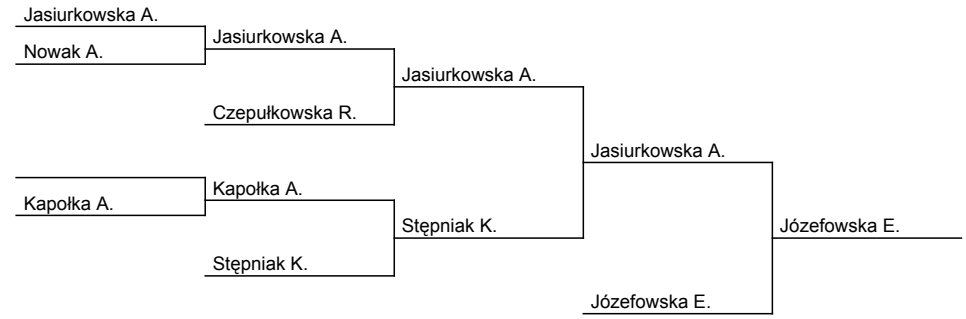 Jasiurkowska A.
Nowak A.
Jasiurkowska A.
Jasiurkowska A.
Czepułkowska R.
Jasiurkowska A.
Kapołka A.
Kapołka A.
Stępniak K.
Józefowska E.
Stępniak K.
Józefowska E.